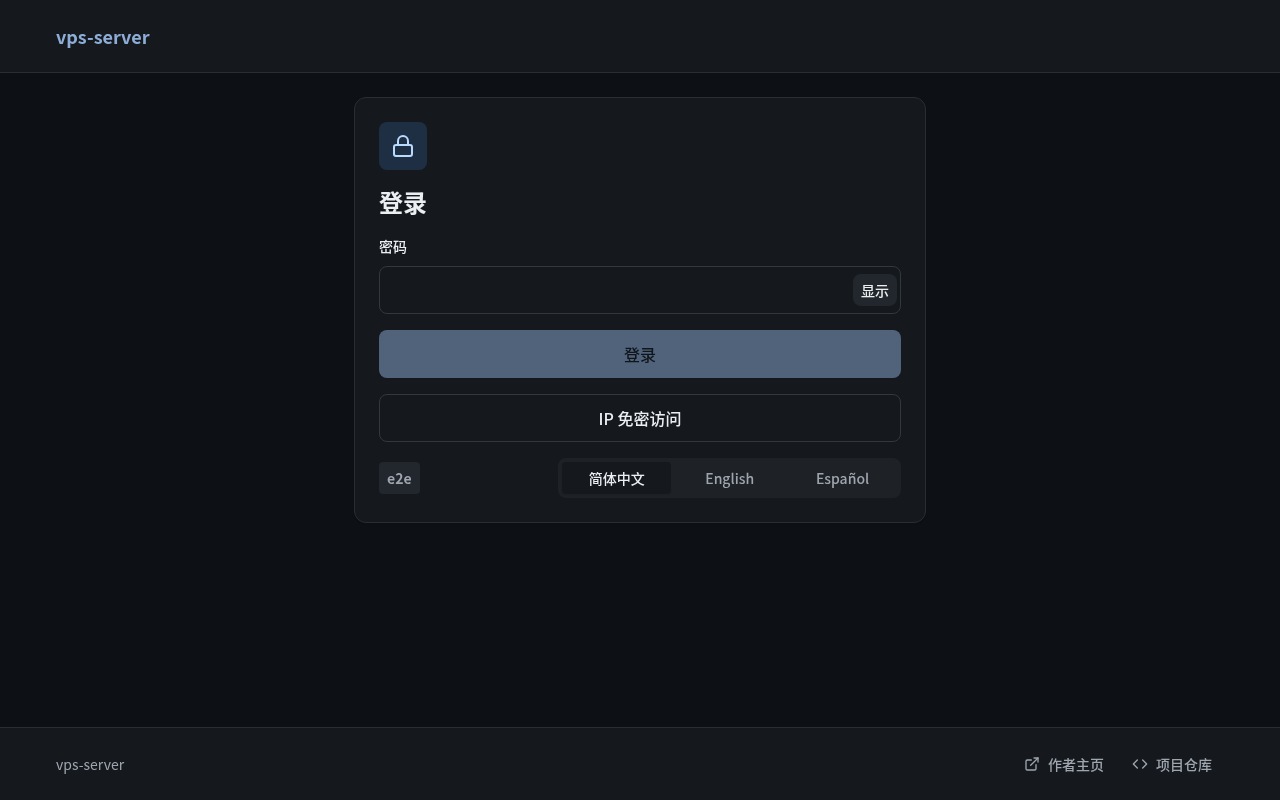 vps-server
登录
密码
显示
登录
IP 免密访问
e2e
简体中文 English Español
vps-server
作者主页 项目仓库